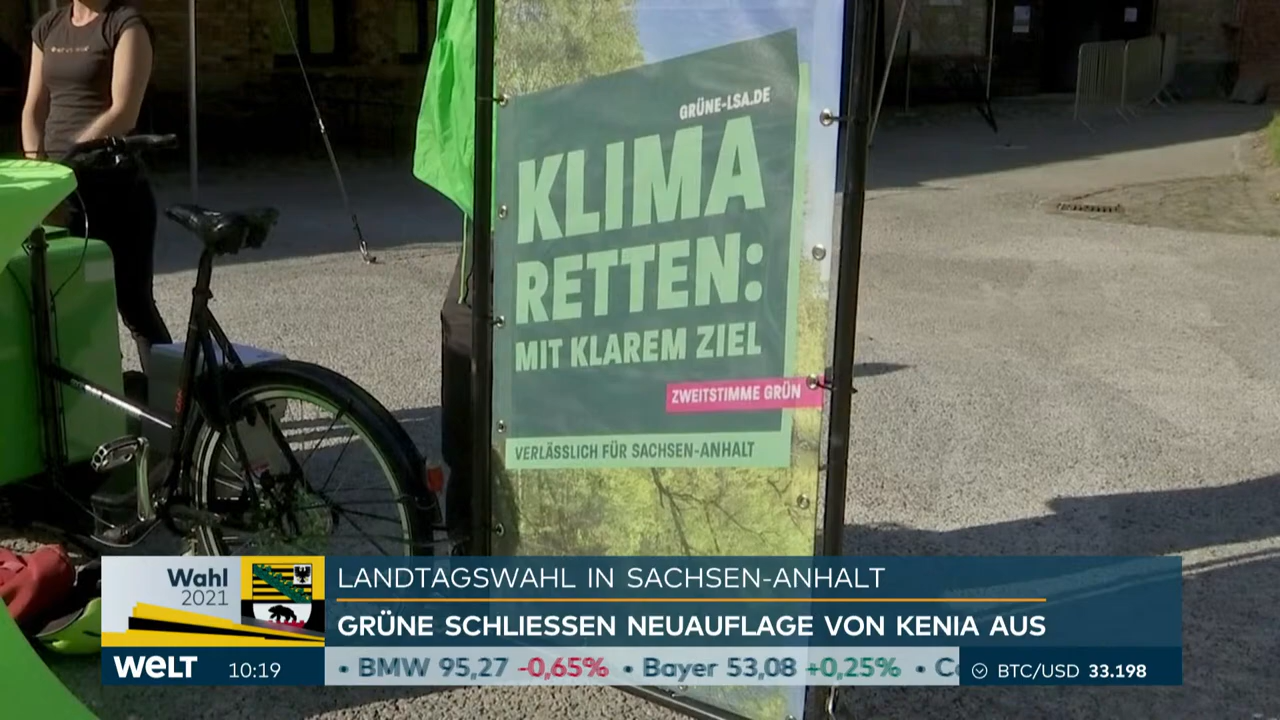 GRÜNE-LSA.DE
KLIMA
RETTEN:
MIT KLAREM ZIEL
ZWEITSTIMME GRÜN
VERLÄSSLICH FÜR SACHSEN-ANHALT
Wahl
2021
LANDTAGSWAHL IN SACHSEN-ANHALT
GRÜNE SCHLIESSEN NEUAUFLAGE VON KENIA AUS
welt 10:19 • BMW 95,27 -0,65% • Bayer 53,08 +0,25% • Co BTC/USD 33.198